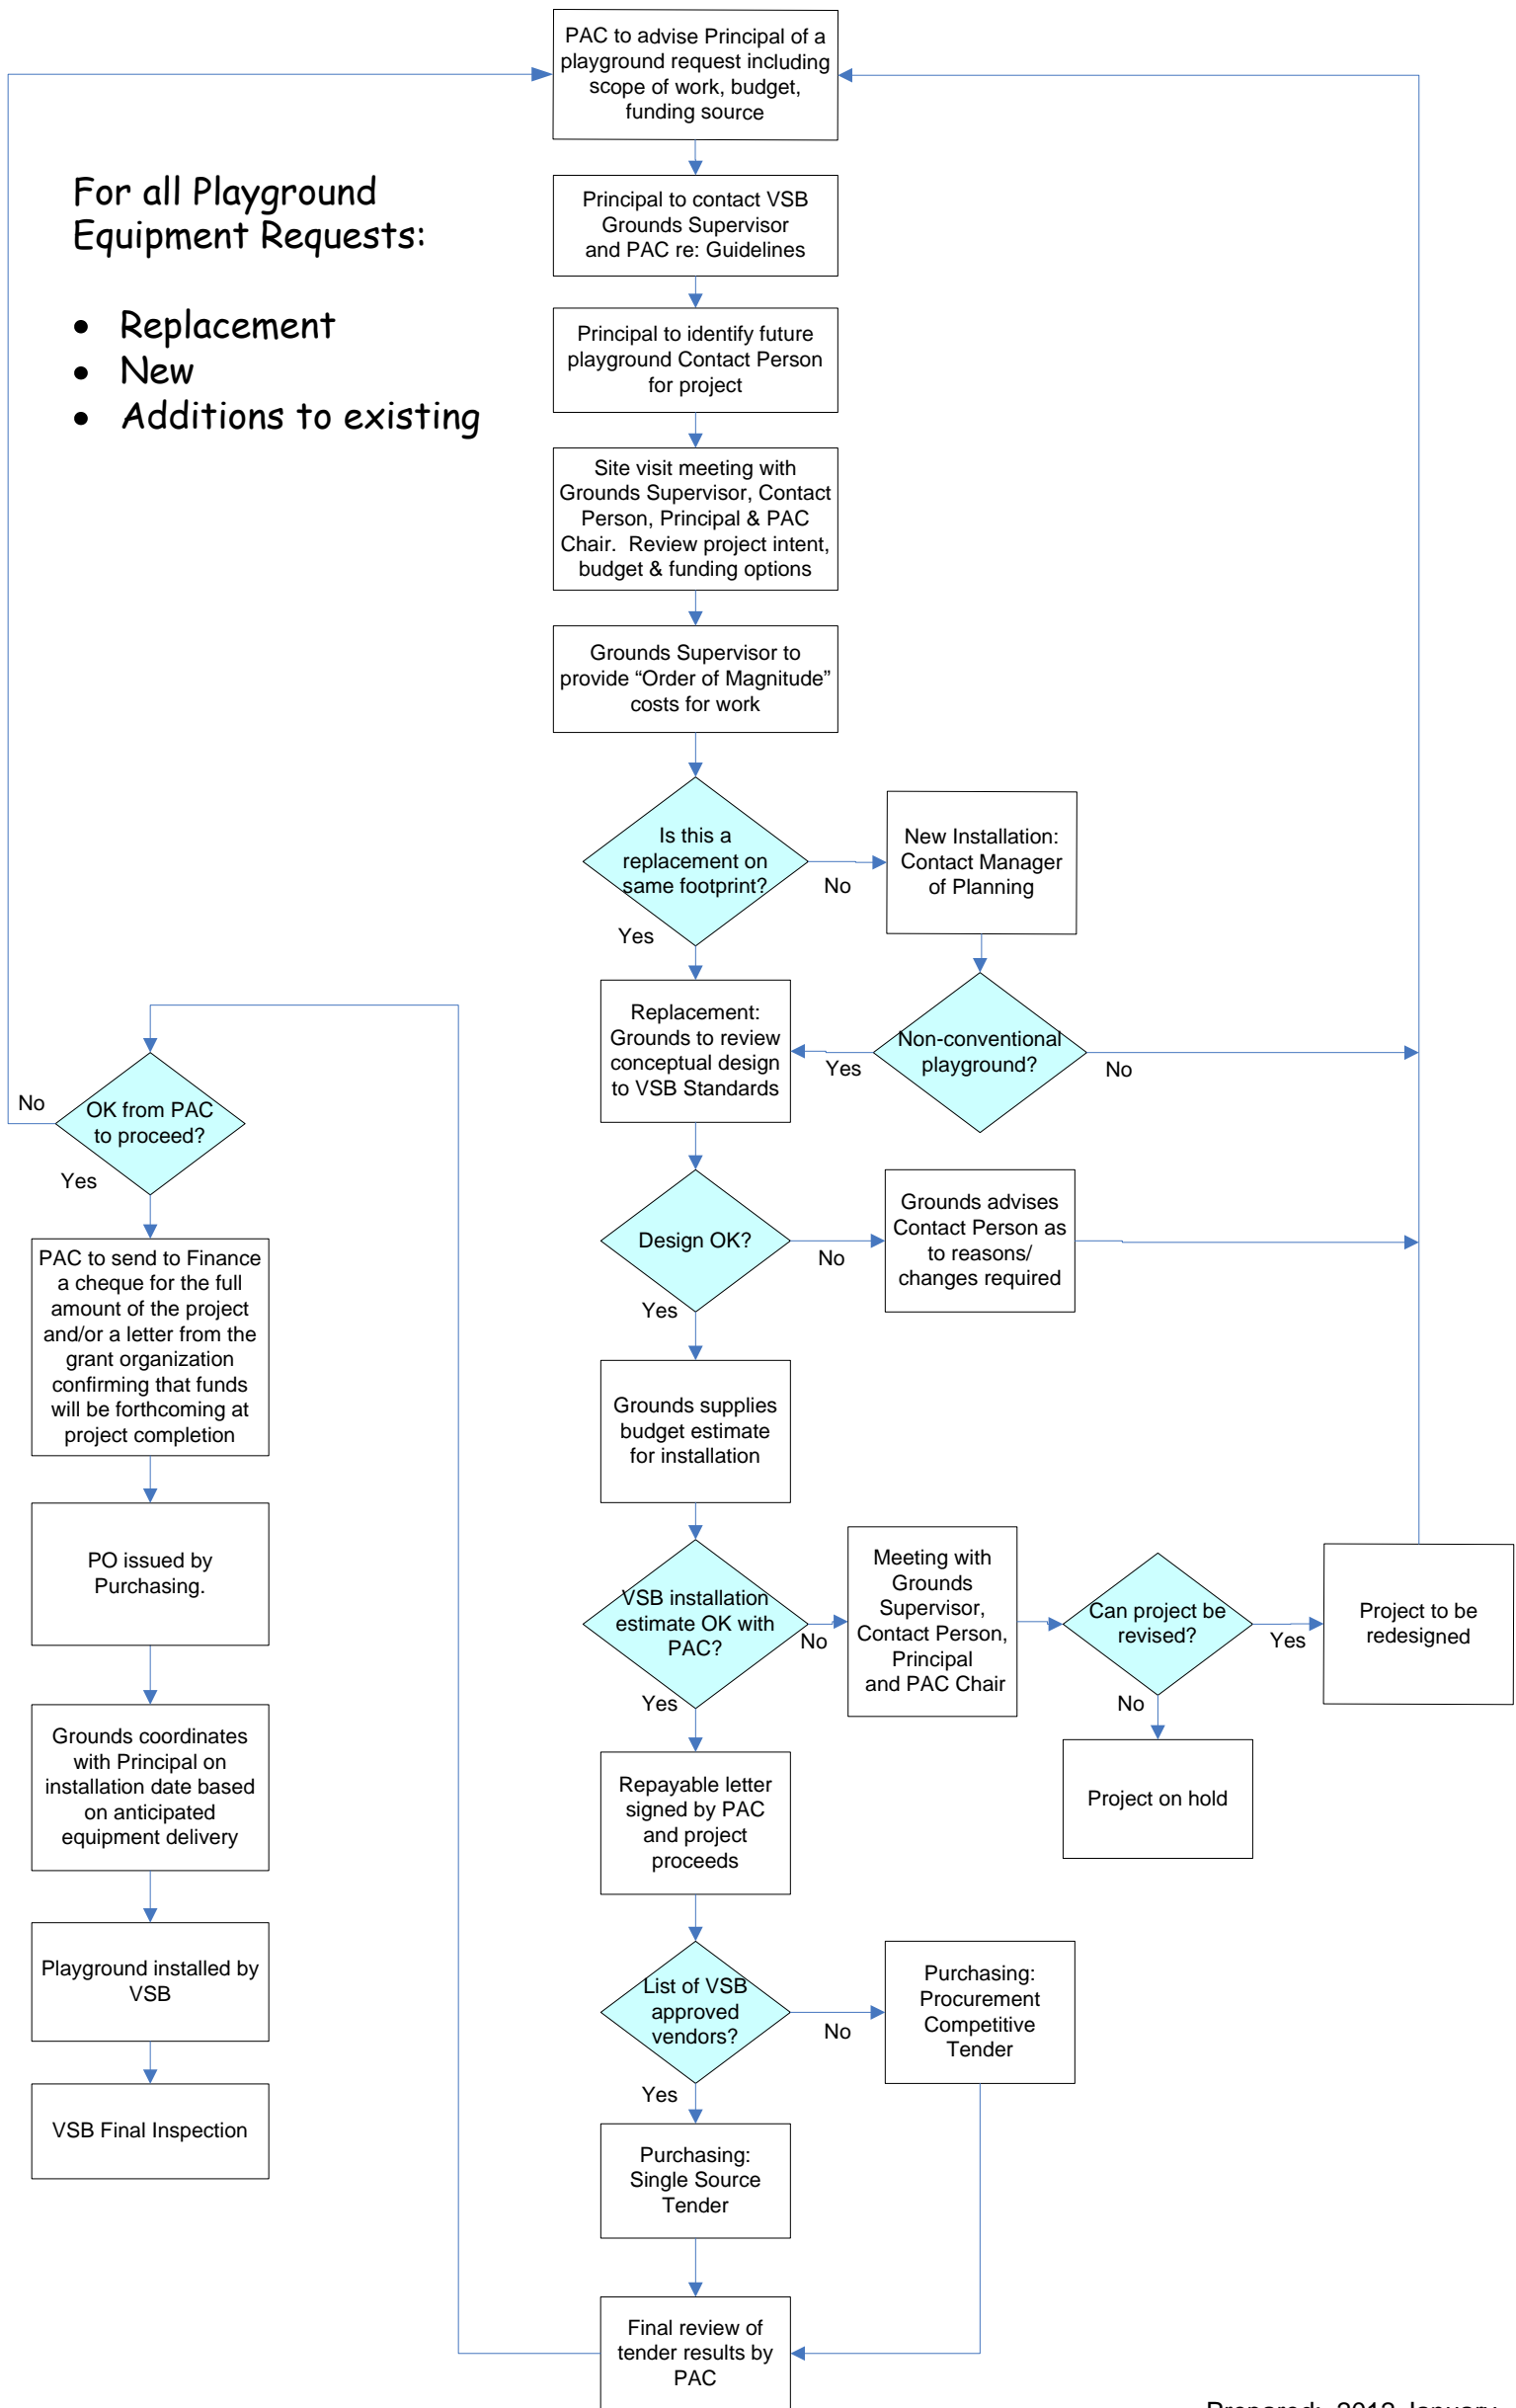 PAC to advise Principal of a
playground request including
scope of work, budget,
funding source
For all Playground
Equipment Requests:
• Replacement
• New
• Additions to existing
Principal to contact VSB
Grounds Supervisor
and PAC re: Guidelines
Principal to identify future
playground Contact Person
for project
Site visit meeting with
Grounds Supervisor, Contact
Person, Principal & PAC
Chair. Review project intent,
budget & funding options
Grounds Supervisor to
provide “Order of Magnitude”
costs for work
Is this a
replacement on
same footprint?
No
Yes
New Installation:
Contact Manager
of Planning
Replacement:
Grounds to review
conceptual design
to VSB Standards
Non-conventional
playground?
Yes
No
Design OK?
No
Yes
Grounds advises
Contact Person as
to reasons/
changes required
Grounds supplies
budget estimate
for installation
VSB installation
estimate OK with
PAC?
No
Yes
Meeting with
Grounds
Supervisor,
Contact Person,
Principal
and PAC Chair
Can project be
revised?
Yes
No
Project to be
redesigned
Project on hold
Repayable letter
signed by PAC
and project
proceeds
List of VSB
approved
vendors?
No
Yes
Purchasing:
Procurement
Competitive
Tender
Purchasing:
Single Source
Tender
Final review of
tender results by
PAC
OK from PAC
to proceed?
No
Yes
PAC to send to Finance
a cheque for the full
amount of the project
and/or a letter from the
grant organization
confirming that funds
will be forthcoming at
project completion
PO issued by
Purchasing.
Grounds coordinates
with Principal on
installation date based
on anticipated
equipment delivery
Playground installed by
VSB
VSB Final Inspection
Prepared: 2012 January